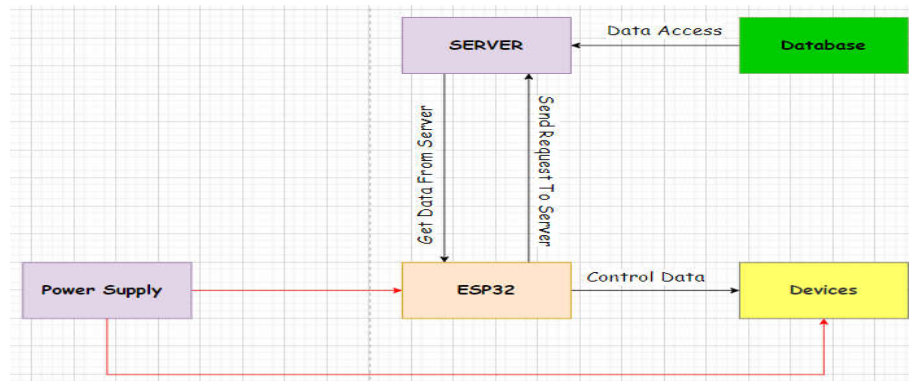 Data Access
SERVER
Database
Get Data From Server
Send Request To Server
Power Supply
ESP32
Control Data
Devices